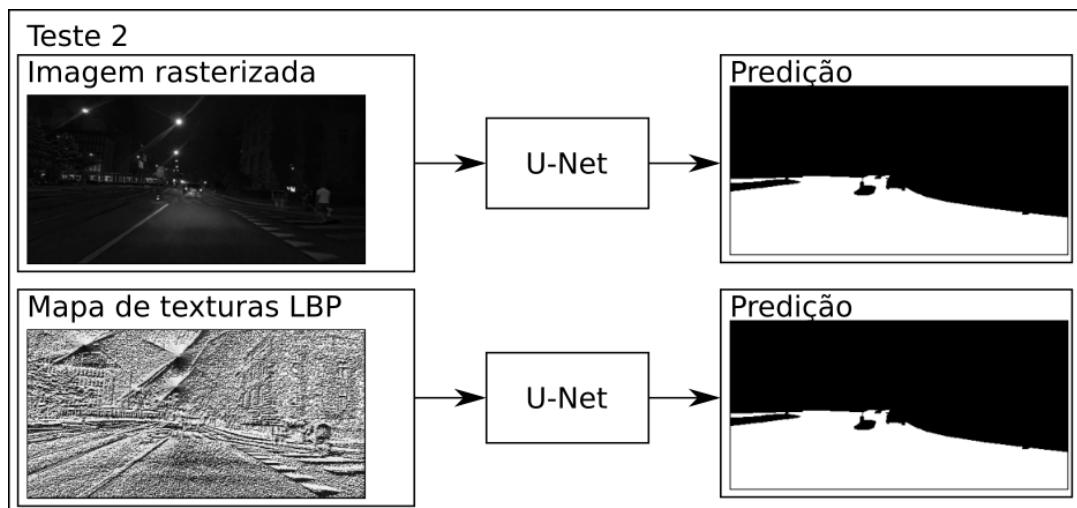 Teste 2
Imagem rasterizada
U-Net
Predição
Mapa de texturas LBP
U-Net
Predição